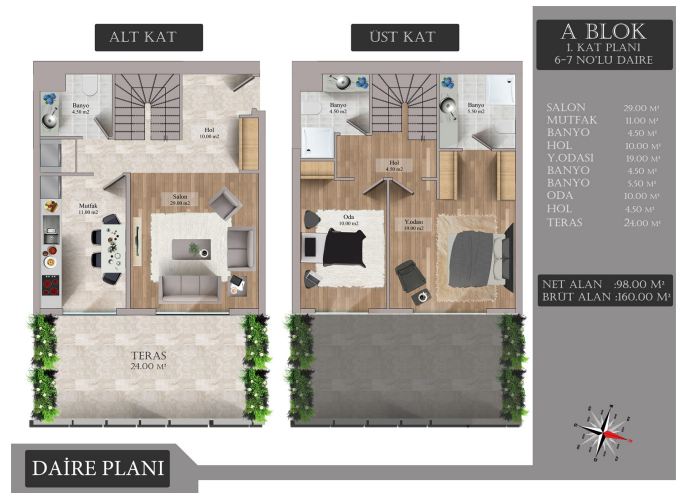 ALT KAT
ÜST KAT
A BLOK
1. KAT PLANI
6-7 NO'LU DAIRE
Banyo
4.50 m2
Hol
10.00 m2
Mutfak
11.00 m2
Salon
29.00 m2
TERAS
24.00 M²
Banyo
4.50 m2
Banyo
5.50 m2
Hol
4.50 m2
Oda
10.00 m2
Y.odası
19.00 m2
SALON 29.00 M²
MUTFAK 11.00 M²
BANYO 4.50 M²
HOL 10.00 M²
Y.ODASI 19.00 M²
BANYO 4.50 M²
BANYO 5.50 M²
ODA 10.00 M²
HOL 4.50 M²
TERAS 24.00 M²
NET ALAN :98.00 M²
BRÜT ALAN :160.00 M²
DAİRE PLANI